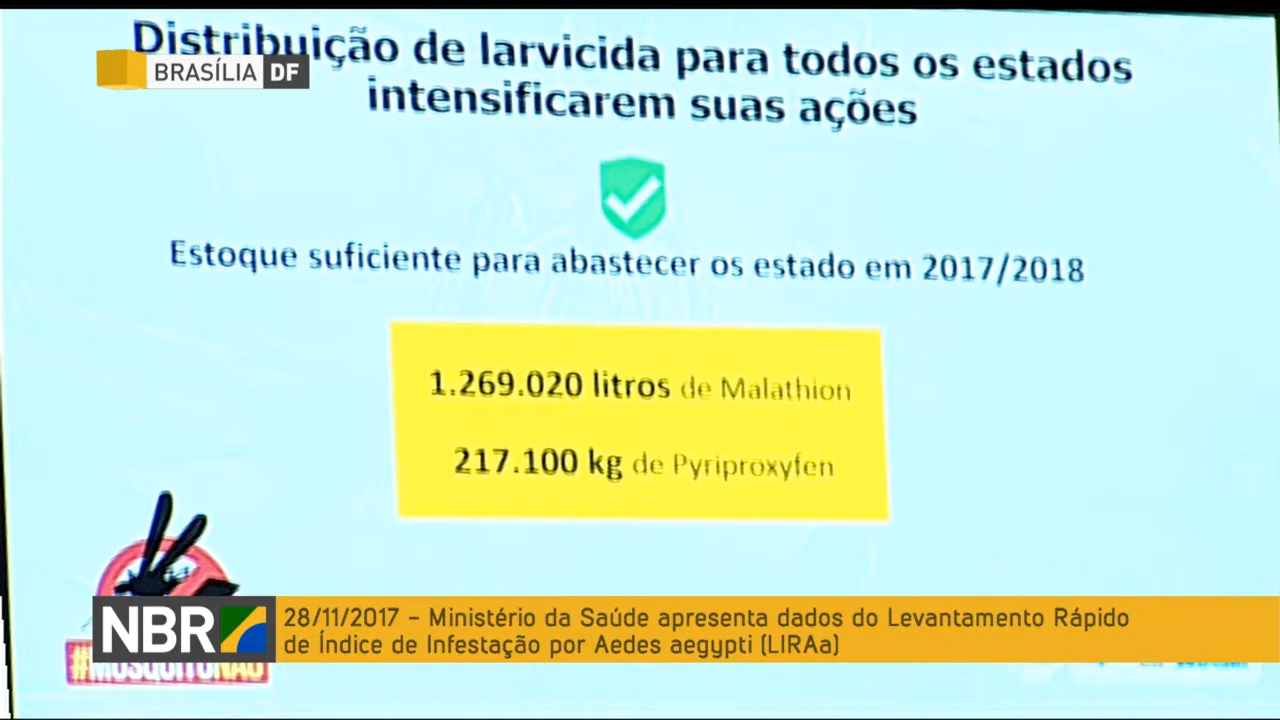 Distribuição de larvicida para todos os estados
BRASÍLIA DF
intensificarem suas ações
Estoque suficiente para abastecer os estado em 2017/2018
1.269.020 litros de Malathion
217.100 kg de Pyriproxyfen
NBR
28/11/2017 – Ministério da Saúde apresenta dados do Levantamento Rápido
de Índice de Infestação por Aedes aegypti (LIRAa)
#MOSQUITONÃO